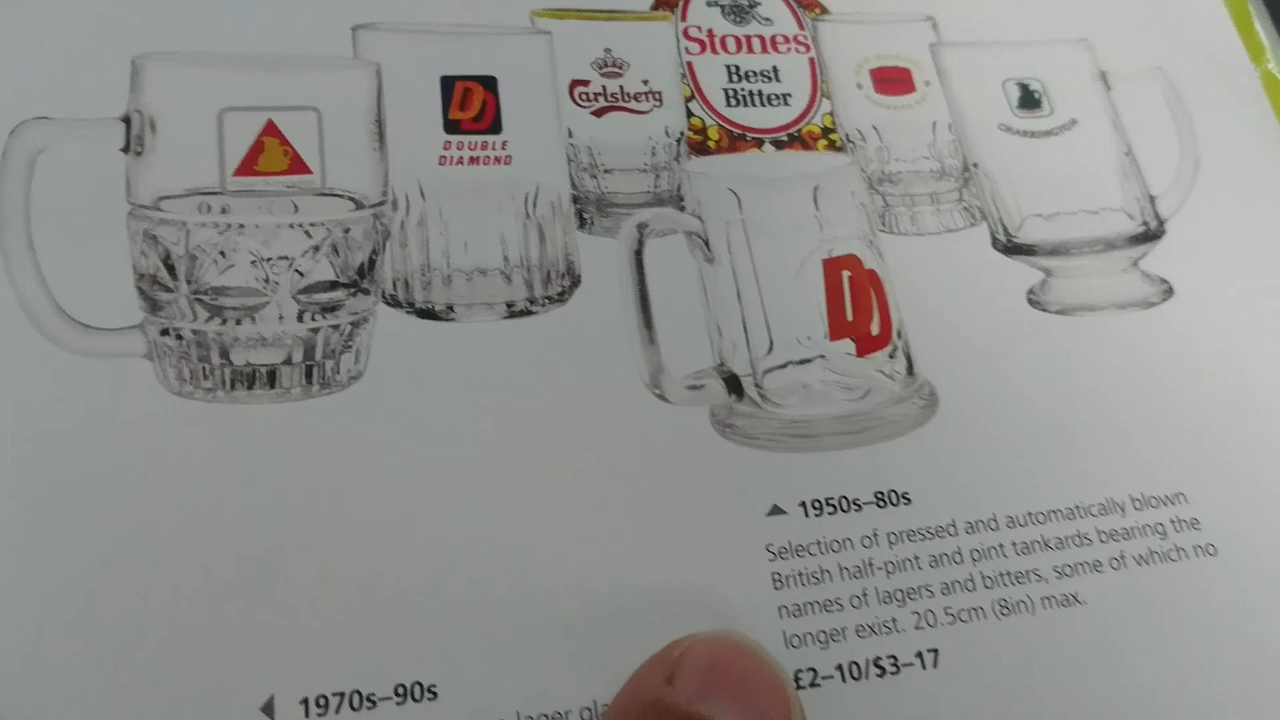 Stones
Best
Bitter
Carlsberg
DD
DOUBLE
DIAMOND
CHARRINGTON
DD
1950s–80s
Selection of pressed and automatically blown
British half-pint and pint tankards bearing the
names of lagers and bitters, some of which no
longer exist. 20.5cm (8in) max.
£2–10/$3–17
1970s–90s
lager